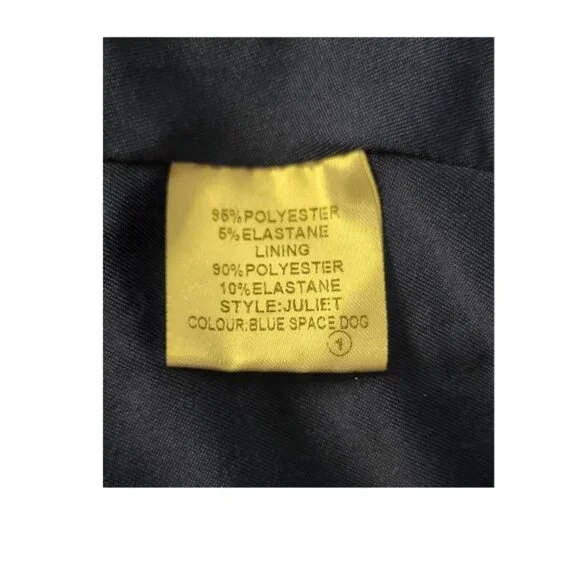 95%POLYESTER
5%ELASTANE
LINING
90%POLYESTER
10%ELASTANE
STYLE:JULIET
COLOUR:BLUE SPACE DOG
1